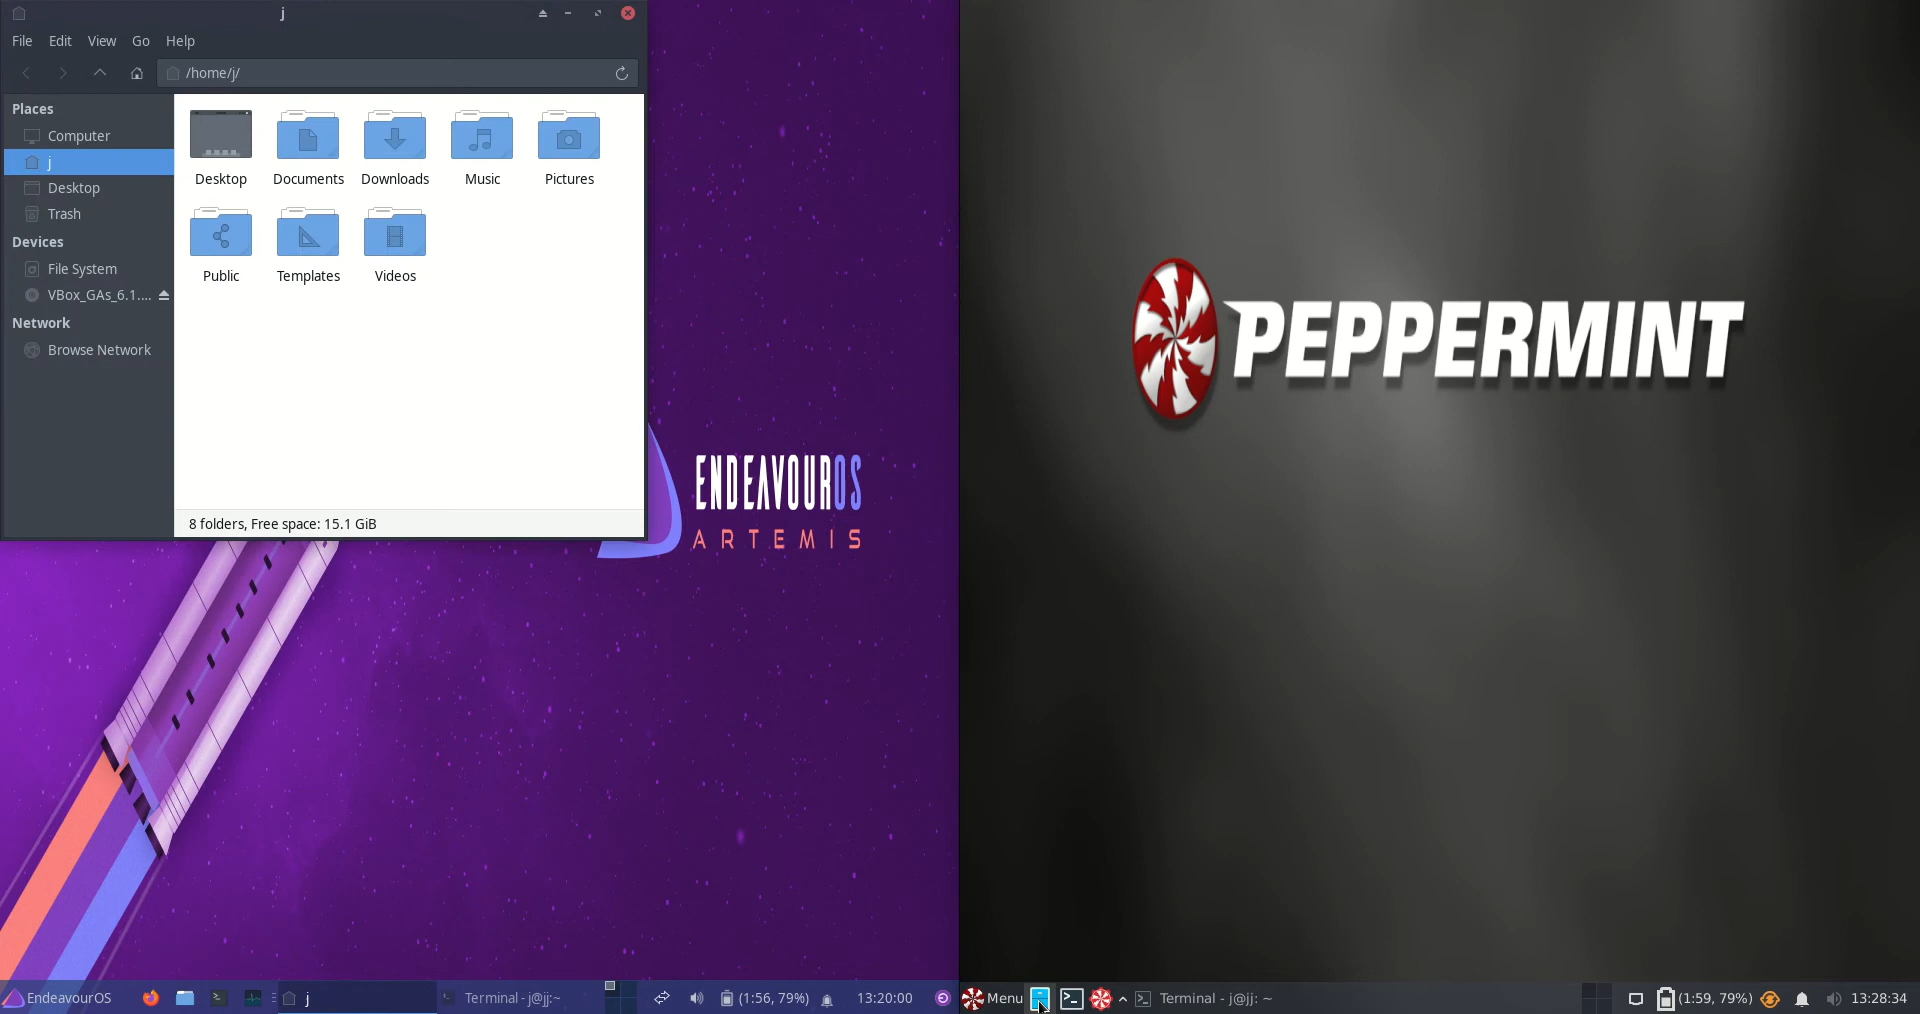 j
File Edit View Go Help
/home/j/
Places
Computer
j
Desktop
Trash
Devices
File System
VBox_GAs_6.1....
Network
Browse Network
Desktop Documents Downloads Music Pictures
Public Templates Videos
8 folders, Free space: 15.1 GiB
ENDEAVOUROS
ARTEMIS
EndeavourOS j Terminal - j@jj:~ (1:56, 79%) 13:20:00
PEPPERMINT
Menu Terminal - j@jj: ~ (1:59, 79%) 13:28:34